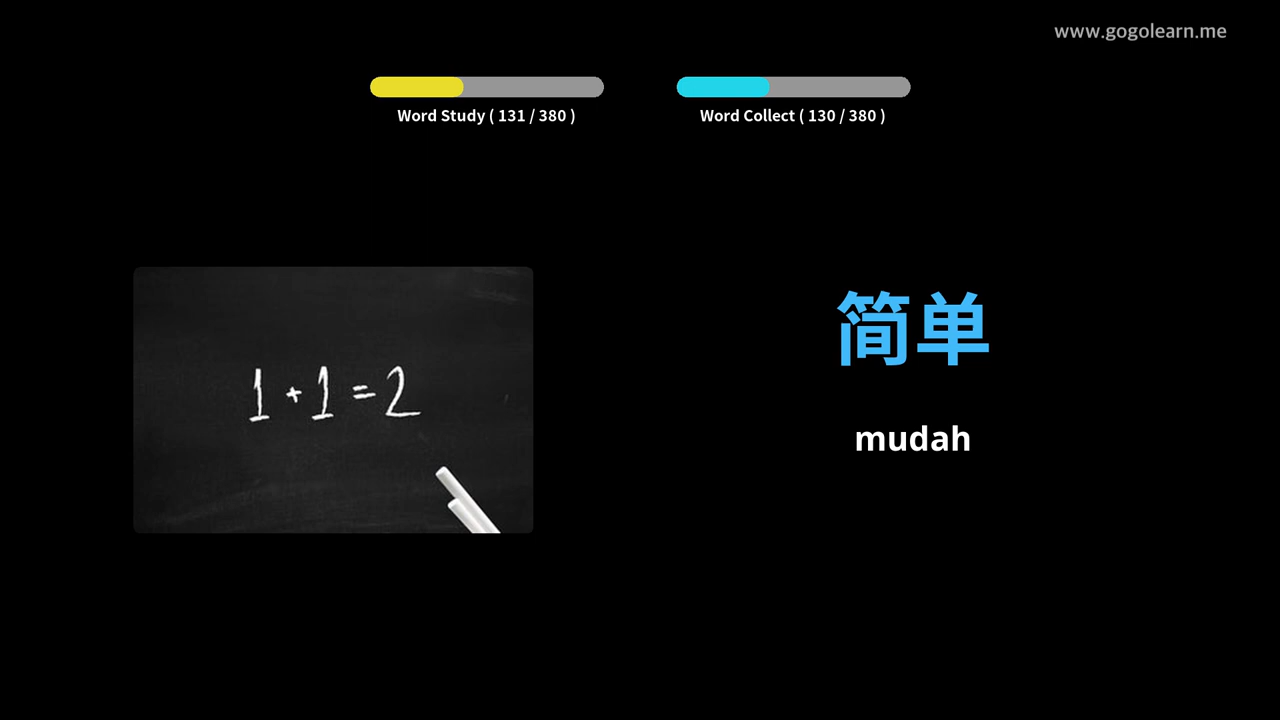 www.gogolearn.me
Word Study ( 131 / 380 )
Word Collect ( 130 / 380 )
1 + 1 = 2
简单
mudah